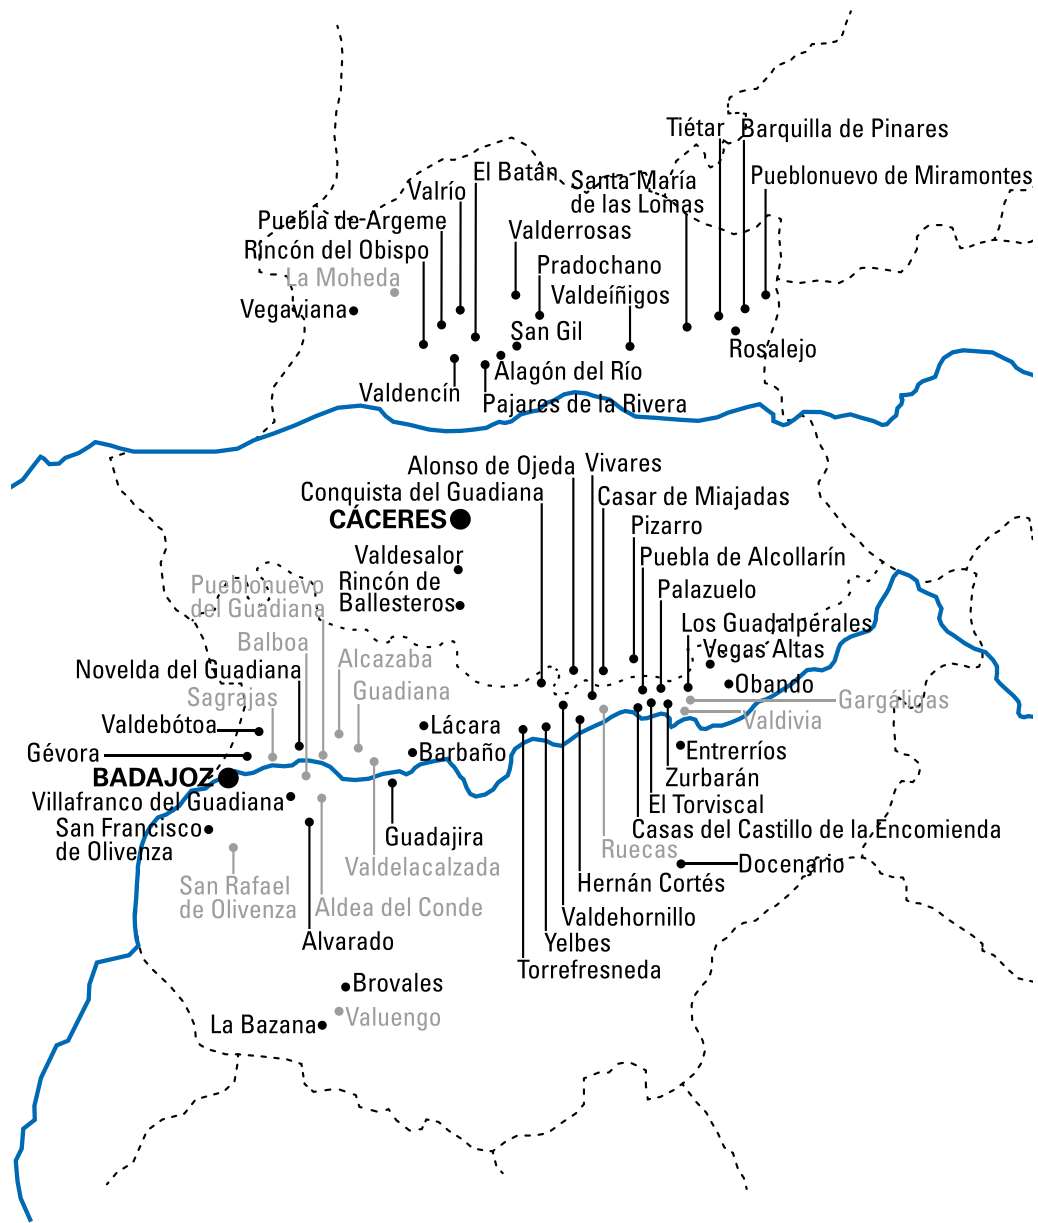 Tiétar
Barquilla de Pinares
El Batán
Santa María
de las Lomas
Pueblonuevo de Miramontes
Valrío
Puebla de Argeme
Valderrosas
Rincón del Obispo
La Moheda
Pradochano
Valdeíñigos
Vegaviana
San Gil
Rosalejo
Alagón del Río
Valdencín
Pajares de la Rivera
Alonso de Ojeda
Vivares
Conquista del Guadiana
Casar de Miajadas
CÁCERES
Pizarro
Valdesalor
Puebla de Alcollarín
Rincón de
Ballesteros
Pueblonuevo
del Guadiana
Palazuelo
Los Guadalperales
Balboa
Vegas Altas
Alcazaba
Novelda del Guadiana
Obando
Sagrajas
Guadiana
Gargáligas
Valdebótoa
Lácara
Valdivia
Gévora
Barbaño
Entrerríos
BADAJOZ
Zurbarán
Villafranco del Guadiana
El Torviscal
San Francisco
de Olivenza
Guadajira
Casas del Castillo de la Encomienda
Ruecas
Valdelacalzada
Docenario
San Rafael
de Olivenza
Hernán Cortés
Aldea del Conde
Valdehornillo
Alvarado
Yelbes
Torrefresneda
Brovales
Valuengo
La Bazana